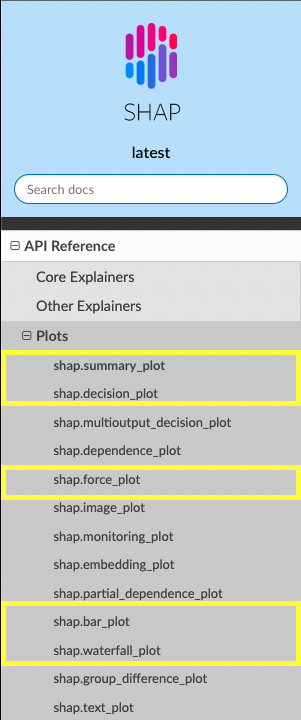 SHAP
latest
Search docs
API Reference
Core Explainers
Other Explainers
Plots
shap.summary_plot
shap.decision_plot
shap.multioutput_decision_plot
shap.dependence_plot
shap.force_plot
shap.image_plot
shap.monitoring_plot
shap.embedding_plot
shap.partial_dependence_plot
shap.bar_plot
shap.waterfall_plot
shap.group_difference_plot
shap.text_plot